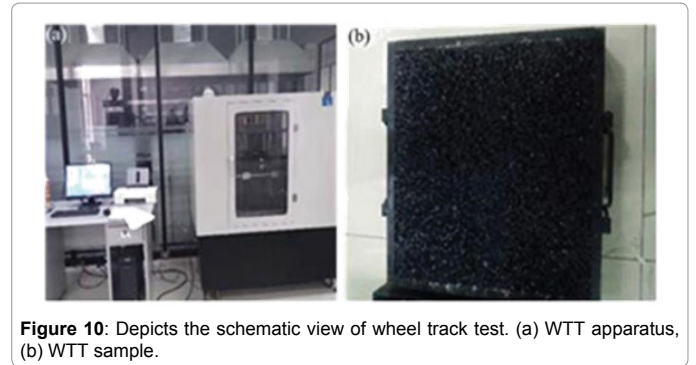 (a)
(b)
Figure 10: Depicts the schematic view of wheel track test. (a) WTT apparatus,
(b) WTT sample.